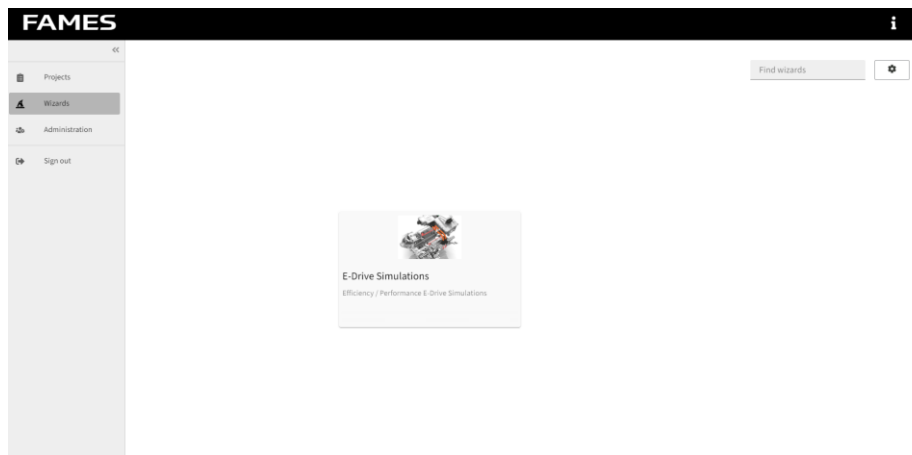 FAMES
i
«
Projects
Wizards
Administration
Sign out
Find wizards
E-Drive Simulations
Efficiency / Performance E-Drive Simulations